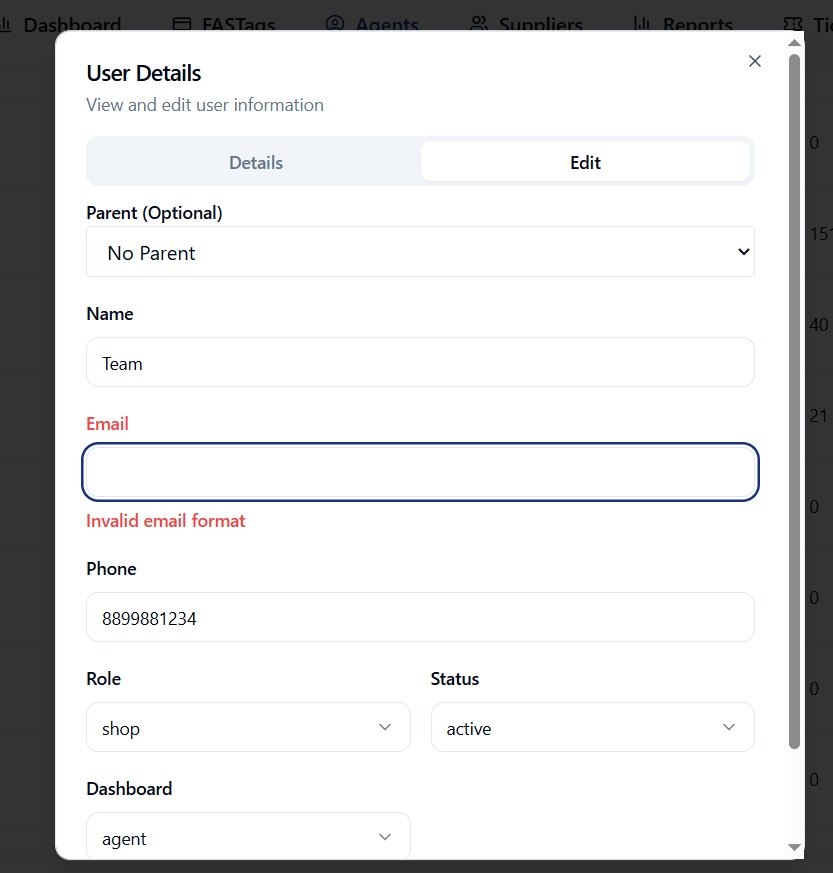 Dashboard FASTags Agents Suppliers Reports
User Details
View and edit user information
Details Edit
0
Parent (Optional)
No Parent
151
Name
40
Team
Email
21
0
Invalid email format
Phone
0
8899881234
Role Status
0
shop active
0
Dashboard
agent